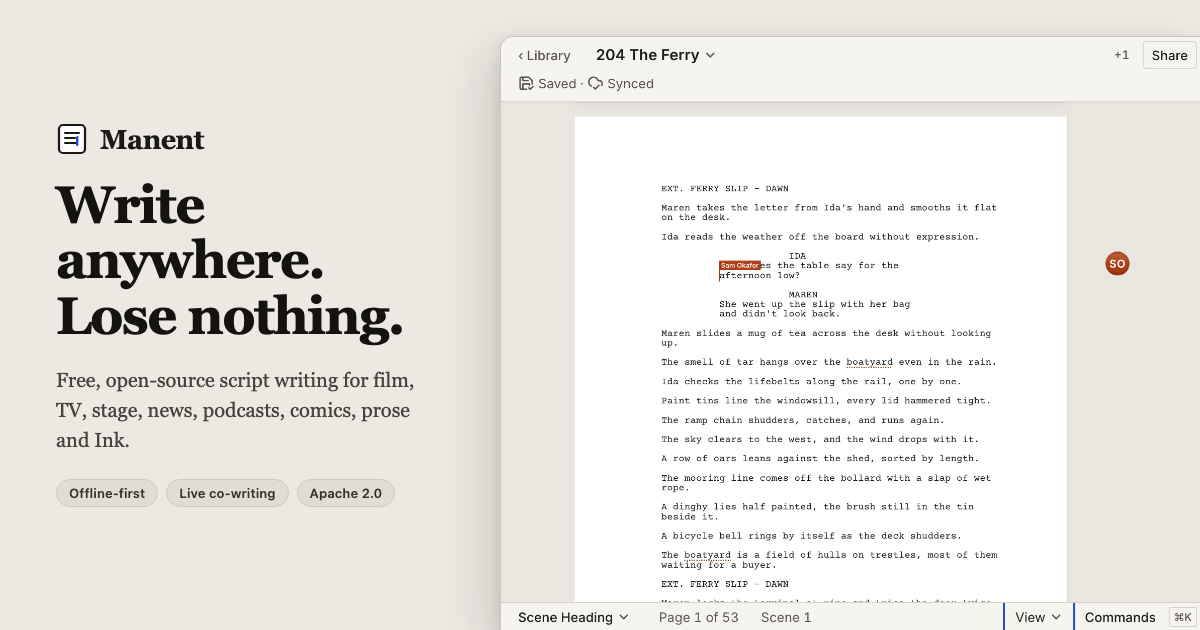 Manent
Write
anywhere.
Lose nothing.
Free, open-source script writing for film,
TV, stage, news, podcasts, comics, prose
and Ink.
Offline-first
Live co-writing
Apache 2.0
‹ Library
204 The Ferry
+1
Share
Saved · Synced
EXT. FERRY SLIP – DAWN
Maren takes the letter from Ida's hand and smooths it flat
on the desk.
Ida reads the weather off the board without expression.
IDA
Sam Okafor
es the table say for the
afternoon low?
SO
MAREN
She went up the slip with her bag
and didn't look back.
Maren slides a mug of tea across the desk without looking
up.
The smell of tar hangs over the boatyard even in the rain.
Ida checks the lifebelts along the rail, one by one.
Paint tins line the windowsill, every lid hammered tight.
The ramp chain shudders, catches, and runs again.
The sky clears to the west, and the wind drops with it.
A row of oars leans against the shed, sorted by length.
The mooring line comes off the bollard with a slap of wet
rope.
A dinghy lies half painted, the brush still in the tin
beside it.
A bicycle bell rings by itself as the deck shudders.
The boatyard is a field of hulls on trestles, most of them
waiting for a buyer.
EXT. FERRY SLIP – DAWN
Scene Heading
Page 1 of 53
Scene 1
View
Commands
⌘K